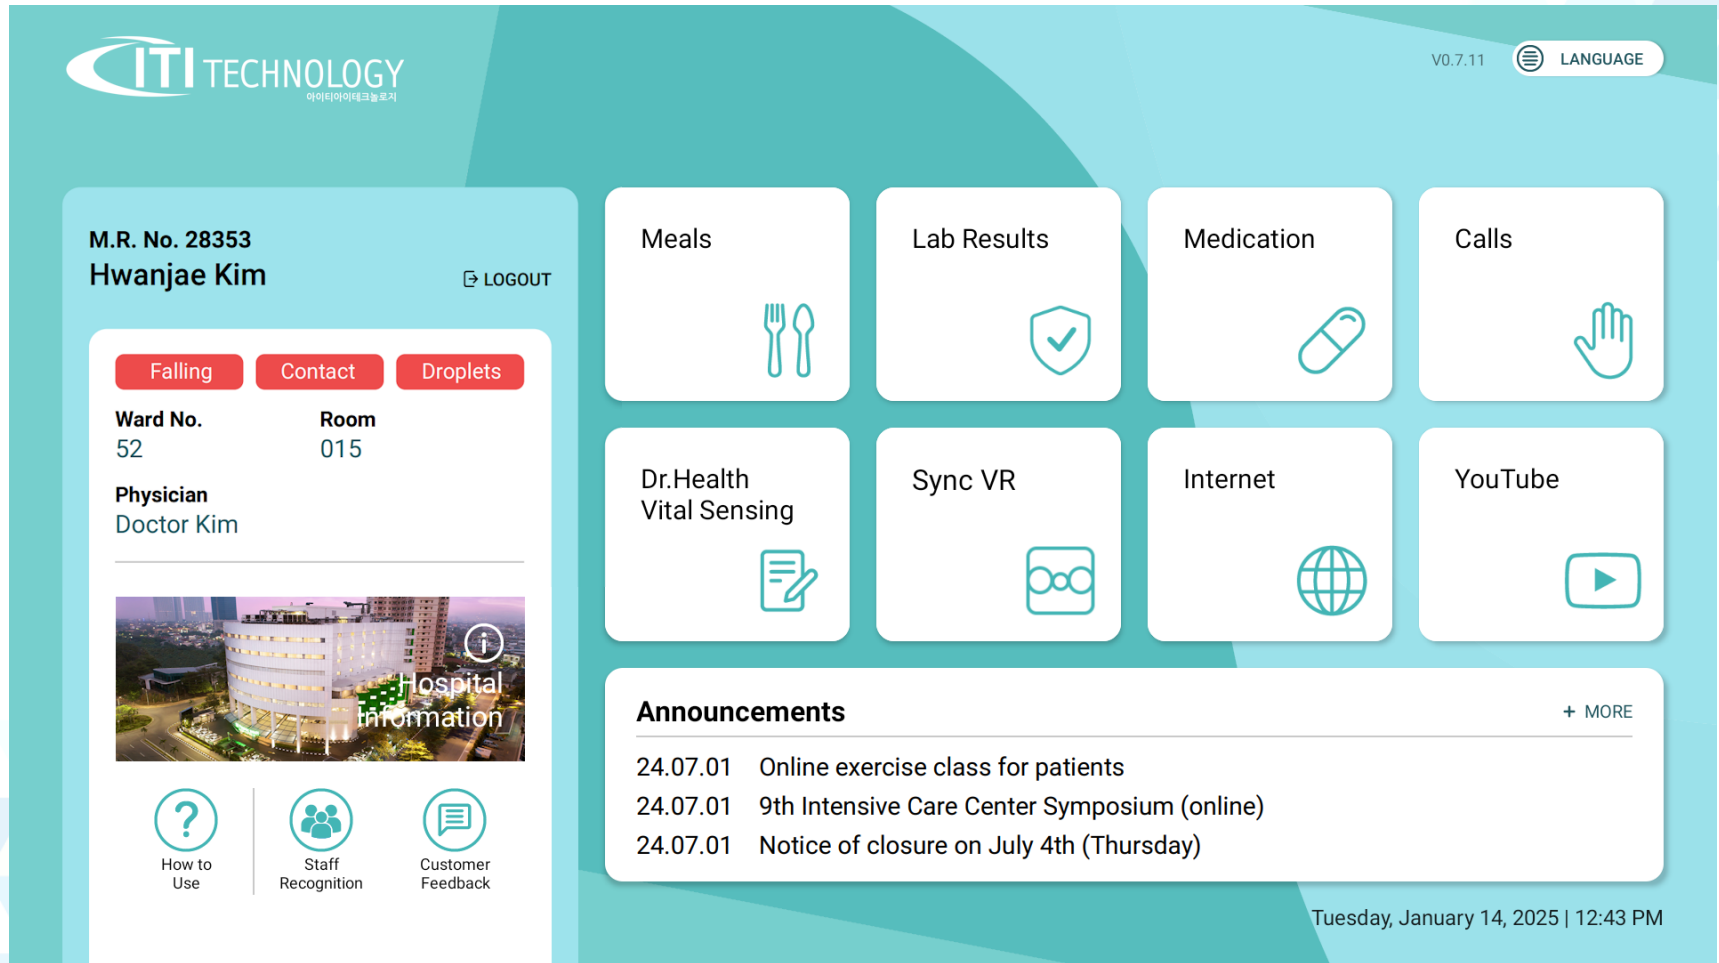 CITI TECHNOLOGY
아이티아이테크놀로지
V0.7.11
LANGUAGE
M.R. No. 28353
Hwanjae Kim
LOGOUT
Falling
Contact
Droplets
Ward No.
Room
52
015
Physician
Doctor Kim
Hospital
Information
How to
Use
Staff
Recognition
Customer
Feedback
Meals
Lab Results
Medication
Calls
Dr.Health
Vital Sensing
Sync VR
Internet
YouTube
Announcements
+ MORE
24.07.01 Online exercise class for patients
24.07.01 9th Intensive Care Center Symposium (online)
24.07.01 Notice of closure on July 4th (Thursday)
Tuesday, January 14, 2025 | 12:43 PM